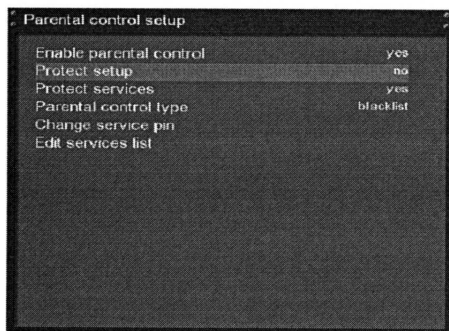 Parental control setup
Enable parental control yes
Protect setup no
Protect services yes
Parental control type blacklist
Change service pin
Edit services list